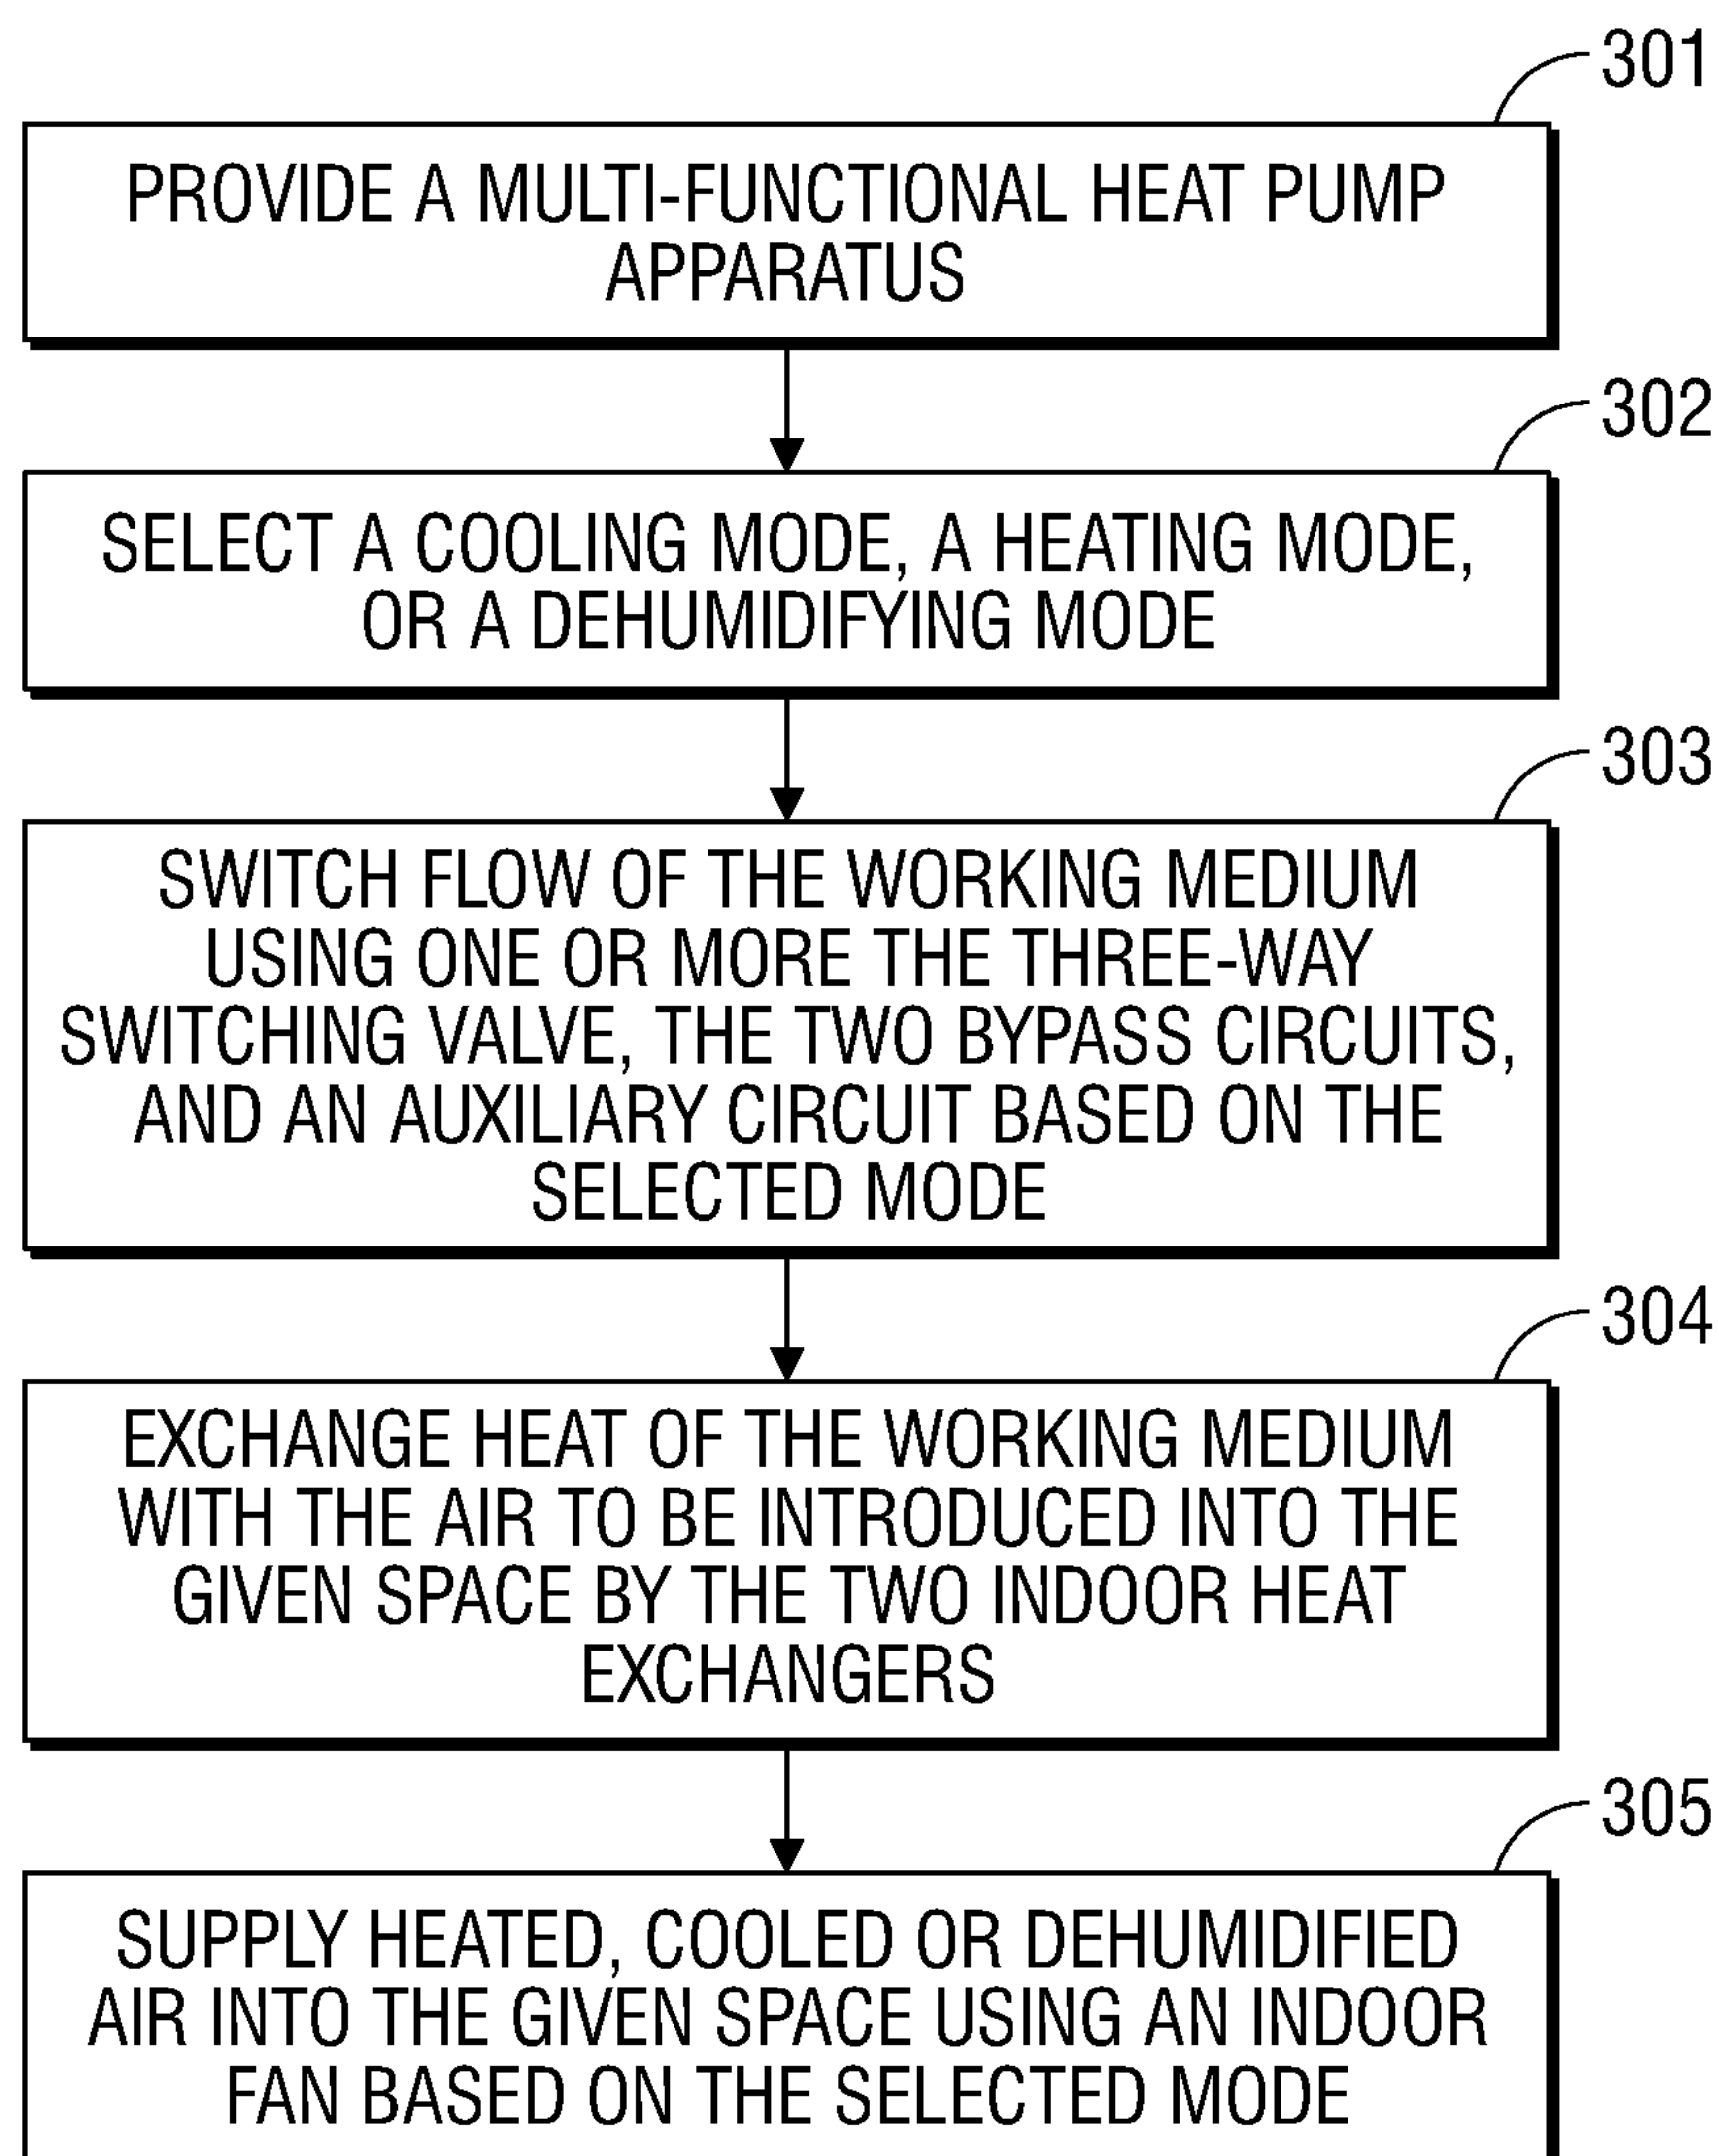 301
PROVIDE A MULTI-FUNCTIONAL HEAT PUMP
APPARATUS
302
SELECT A COOLING MODE, A HEATING MODE,
OR A DEHUMIDIFYING MODE
303
SWITCH FLOW OF THE WORKING MEDIUM
USING ONE OR MORE THE THREE-WAY
SWITCHING VALVE, THE TWO BYPASS CIRCUITS,
AND AN AUXILIARY CIRCUIT BASED ON THE
SELECTED MODE
304
EXCHANGE HEAT OF THE WORKING MEDIUM
WITH THE AIR TO BE INTRODUCED INTO THE
GIVEN SPACE BY THE TWO INDOOR HEAT
EXCHANGERS
305
SUPPLY HEATED, COOLED OR DEHUMIDIFIED
AIR INTO THE GIVEN SPACE USING AN INDOOR
FAN BASED ON THE SELECTED MODE